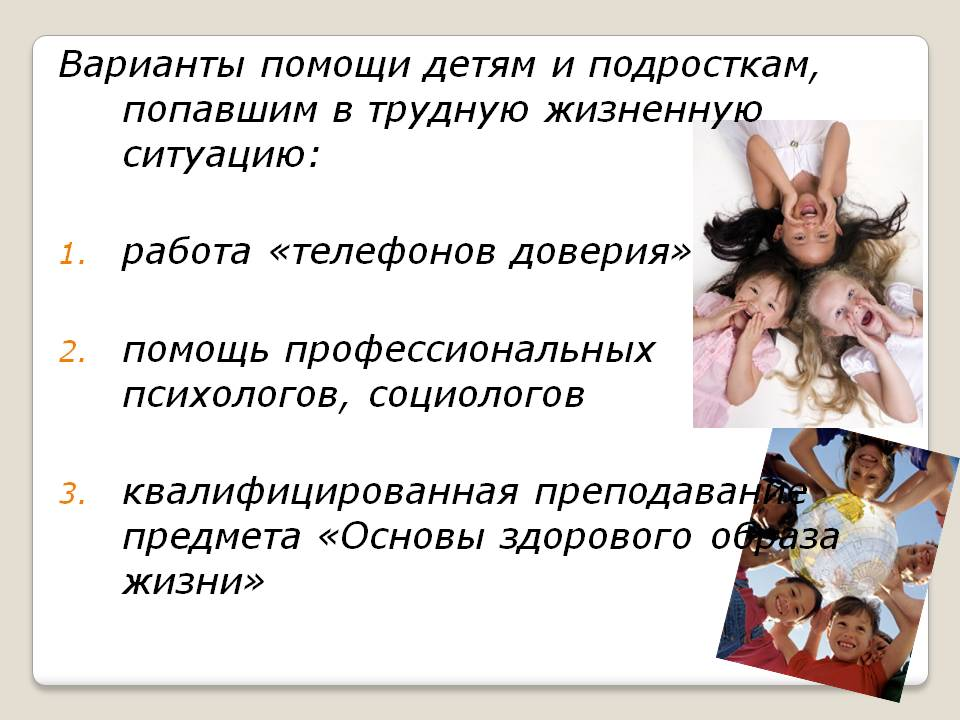 Варианты помощи детям и подросткам,
попавшим в трудную жизненную
ситуацию:
1. работа «телефонов доверия»
2. помощь профессиональных
психологов, социологов
3. квалифицированная преподавание
предмета «Основы здорового образа
жизни»